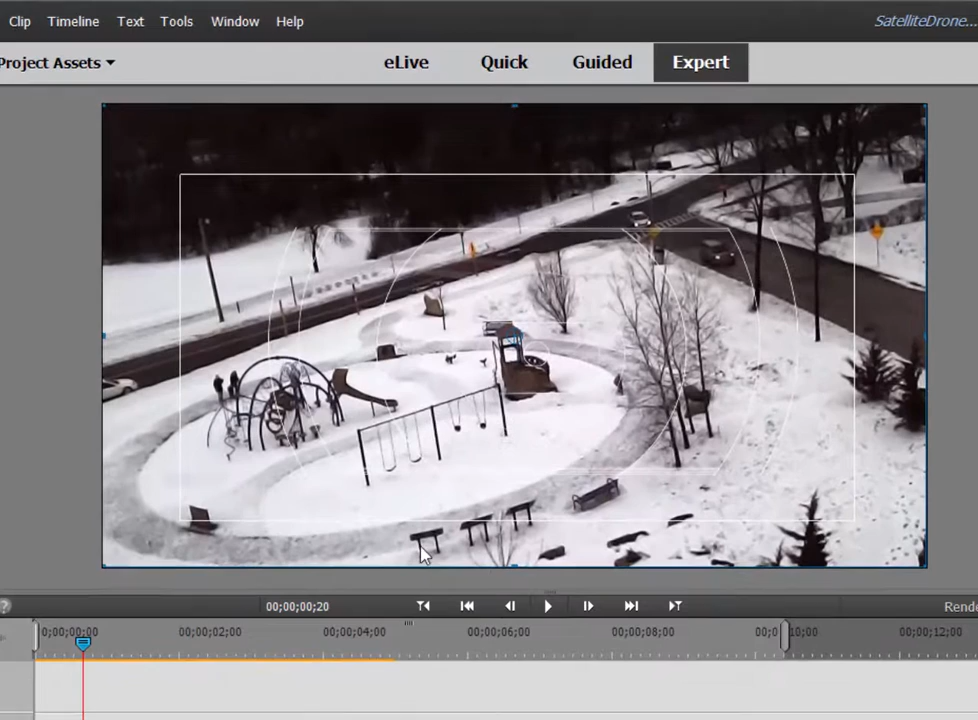 Clip Timeline Text Tools Window Help SatelliteDrone...
Project Assets eLive Quick Guided Expert
00;00;00;20 Rende
0;00;00;00 00;00;02;00 00;00;04;00 00;00;06;00 00;00;08;00 00;0 10;00 00;00;12;00